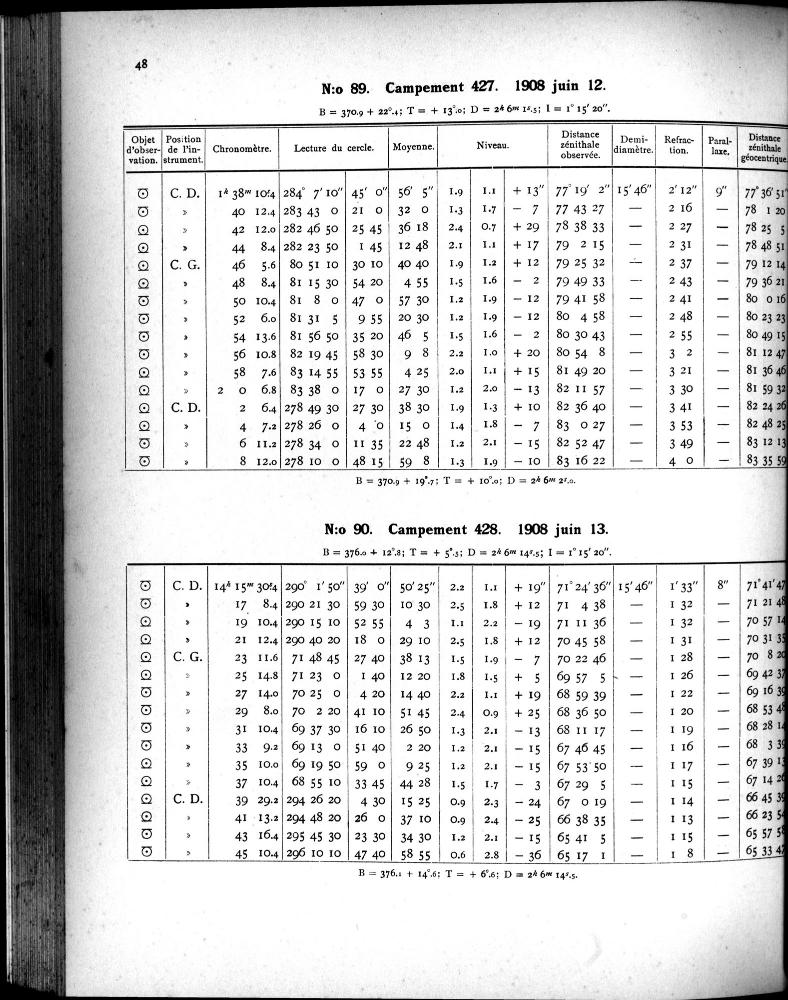 48
N:o 89. Campement 427. 1908 juin 12.
B = 370.9 + 22°.4; T = + 13°.0; D = 2h 6m 1s.5; I = 1° 15′ 20″.
Objet d'observation. Position de l'instrument. Chronomètre. Lecture du cercle. Moyenne. Niveau. Distance zénithale observée. Demi-diamètre. Réfraction. Parallaxe. Distance zénithale géocentrique
☉ C. D. 1h 38m 10s.4 284° 7′ 10″ 45′ 0″ 56′ 5″ 1.9 1.1 + 13″ 77° 19′ 2″ 15′ 46″ 2′ 12″ 9″ 77° 36′ 51″
☉ » 40 12.4 283 43 0 21 0 32 0 1.3 1.7 − 7 77 43 27 — 2 16 — 78 1 20
☉ » 42 12.0 282 46 50 25 45 36 18 2.4 0.7 + 29 78 38 33 — 2 27 — 78 25 5
☉ » 44 8.4 282 23 50 1 45 12 48 2.1 1.1 + 17 79 2 15 — 2 31 — 78 48 51
☉ C. G. 46 5.6 80 51 10 30 10 40 40 1.9 1.2 + 12 79 25 32 — 2 37 — 79 12 14
☉ » 48 8.4 81 15 30 54 20 4 55 1.5 1.6 − 2 79 49 33 — 2 43 — 79 36 21
☉ » 50 10.4 81 8 0 47 0 57 30 1.2 1.9 − 12 79 41 58 — 2 41 — 80 0 16
☉ » 52 6.0 81 31 5 9 55 20 30 1.2 1.9 − 12 80 4 58 — 2 48 — 80 23 23
☉ » 54 13.6 81 56 50 35 20 46 5 1.5 1.6 − 2 80 30 43 — 2 55 — 80 49 15
☉ » 56 10.8 82 19 45 58 30 9 8 2.2 1.0 + 20 80 54 8 — 3 2 — 81 12 47
☉ » 58 7.6 83 14 55 53 55 4 25 2.0 1.1 + 15 81 49 20 — 3 21 — 81 36 46
☉ » 2 0 6.8 83 38 0 17 0 27 30 1.2 2.0 − 13 82 11 57 — 3 30 — 81 59 32
☉ C. D. 2 6.4 278 49 30 27 30 38 30 1.9 1.3 + 10 82 36 40 — 3 41 — 82 24 26
☉ » 4 7.2 278 26 0 4 0 15 0 1.4 1.8 − 7 83 0 27 — 3 53 — 82 48 25
☉ » 6 11.2 278 34 0 11 35 22 48 1.2 2.1 − 15 82 52 47 — 3 49 — 83 12 13
☉ » 8 12.0 278 10 0 48 15 59 8 1.3 1.9 − 10 83 16 22 — 4 0 — 83 35 59
B = 370.9 + 19°.7; T = + 10°.0; D = 2h 6m 2s.0.
N:o 90. Campement 428. 1908 juin 13.
B = 376.0 + 12°.8; T = + 5°.5; D = 2h 6m 14s.5; I = 1° 15′ 20″.
☉ C. D. 14h 15m 30s.4 290° 1′ 50″ 39′ 0″ 50′ 25″ 2.2 1.1 + 19″ 71° 24′ 36″ 15′ 46″ 1′ 33″ 8″ 71° 41′ 47
☉ » 17 8.4 290 21 30 59 30 10 30 2.5 1.8 + 12 71 4 38 — 1 32 — 71 21 48
☉ » 19 10.4 290 15 10 52 55 4 3 1.1 2.2 − 19 71 11 36 — 1 32 — 70 57 14
☉ » 21 12.4 290 40 20 18 0 29 10 2.5 1.8 + 12 70 45 58 — 1 31 — 70 31 35
☉ C. G. 23 11.6 71 48 45 27 40 38 13 1.5 1.9 − 7 70 22 46 — 1 28 — 70 8 20
☉ » 25 14.8 71 23 0 1 40 12 20 1.8 1.5 + 5 69 57 5 — 1 26 — 69 42 37
☉ » 27 14.0 70 25 0 4 20 14 40 2.2 1.1 + 19 68 59 39 — 1 22 — 69 16 39
☉ » 29 8.0 70 2 20 41 10 51 45 2.4 0.9 + 25 68 36 50 — 1 20 — 68 53 48
☉ » 31 10.4 69 37 30 16 10 26 50 1.3 2.1 − 13 68 11 17 — 1 19 — 68 28 14
☉ » 33 9.2 69 13 0 51 40 2 20 1.2 2.1 − 15 67 46 45 — 1 16 — 68 3 39
☉ » 35 10.0 69 19 50 59 0 9 25 1.2 2.1 − 15 67 53 50 — 1 17 — 67 39 13
☉ » 37 10.4 68 55 10 33 45 44 28 1.5 1.7 − 3 67 29 5 — 1 15 — 67 14 26
☉ C. D. 39 29.2 294 26 20 4 30 15 25 0.9 2.3 − 24 67 0 19 — 1 14 — 66 45 39
☉ » 41 13.2 294 48 20 26 0 37 10 0.9 2.4 − 25 66 38 35 — 1 13 — 66 23 54
☉ » 43 16.4 295 45 30 23 30 34 30 1.2 2.1 − 15 65 41 5 — 1 15 — 65 57 58
☉ » 45 10.4 296 10 10 47 40 58 55 0.6 2.8 − 36 65 17 1 — 1 8 — 65 33 47
B = 376.1 + 14°.6; T = + 6°.6; D = 2h 6m 14s.5.